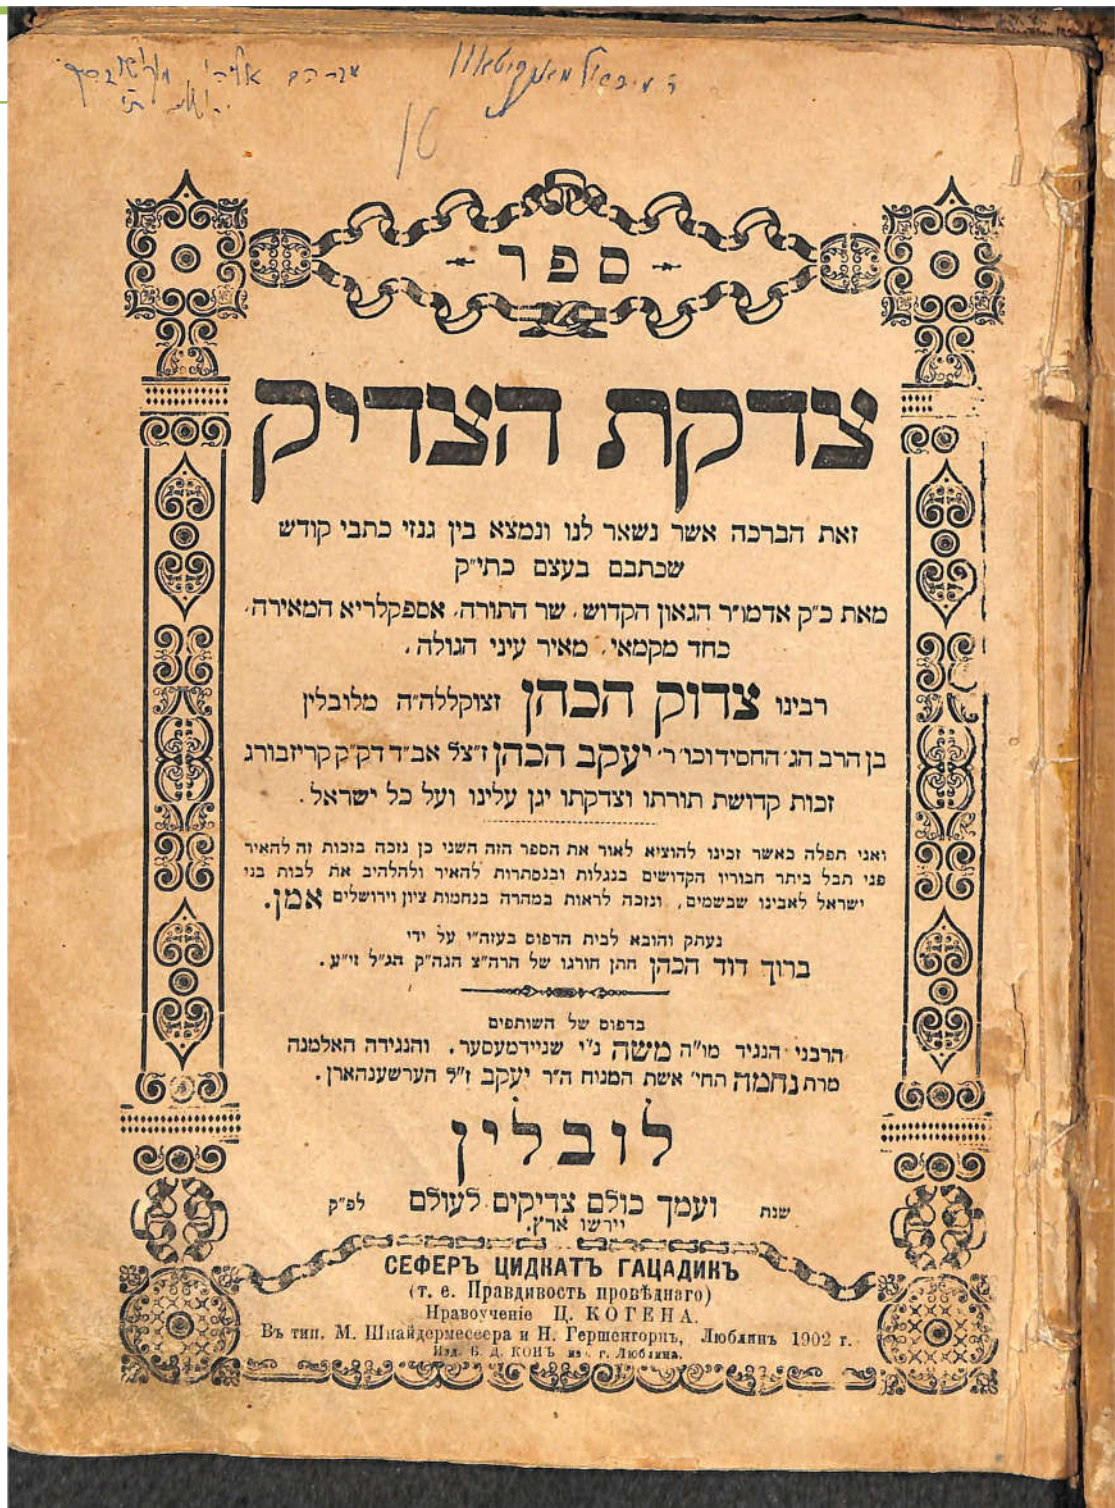 ספר
צדקת הצדיק
זאת הברכה אשר נשאר לנו ונמצא בין גנזי כתבי קודש
שכתבם בעצם כתי״ק
מאת כ״ק אדמו״ר הגאון הקדוש, שר התורה, אספקלריא המאירה,
כחד מקמאי, מאיר עיני הגולה,
רבינו צדוק הכהן זצוקללה״ה מלובלין
בן הרב הג׳ החסיד וכו׳ ר׳ יעקב הכהן ז״צל אב״ד דק״ק קריזבורג
זכות קדושת תורתו וצדקתו יגן עלינו ועל כל ישראל.
ואני תפלה כאשר זכינו להוציא לאור את הספר הזה השני כן נזכה בזכות זה להאיר
פני תבל ביתר חבוריו הקדושים בנגלות ובנסתרות להאיר ולהלהיב את לבות בני
ישראל לאבינו שבשמים, ונזכה לראות במהרה בנחמות ציון וירושלים אמן.
נעתק והובא לבית הדפוס בעזה״י על ידי
ברוך דוד הכהן חתן חורגו של הרה״צ הגה״ק הנ״ל זי״ע.
בדפוס של השותפים
הרבני הנגיד מו״ה משה נ״י שניידמעסער. והנגידה האלמנה
מרת נחמה תחי׳ אשת המנוח ה״ר יעקב ז״ל הערשענהארן.
לובלין
שנת ועמך כולם צדיקים לעולם לפ״ק
יירשו ארץ.
СЕФЕРЪ ЦИДКАТЪ ГАЦАДИКЪ
(т. е. Правдивость провѣднаго)
Нравоученіе Ц. КОГЕНА.
Въ тип. М. Шнайдермессера и Н. Гершенгорнъ, Люблинъ 1902 г.
Изд. Б. Д. КОНЪ из г. Люблина.